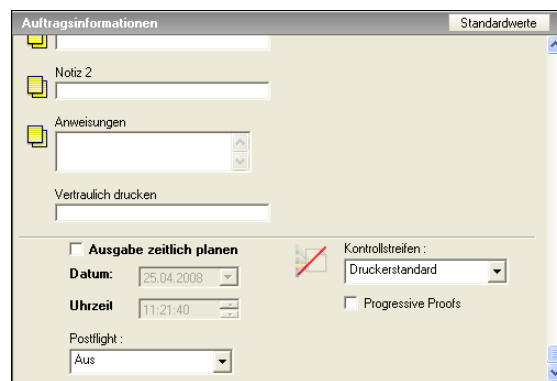 Auftragsinformationen
Standardwerte
Notiz 2
Anweisungen
Vertraulich drucken
Ausgabe zeitlich planen
Datum: 25.04.2008
Uhrzeit 11:21:40
Postflight :
Aus
Kontrollstreifen :
Druckerstandard
Progressive Proofs